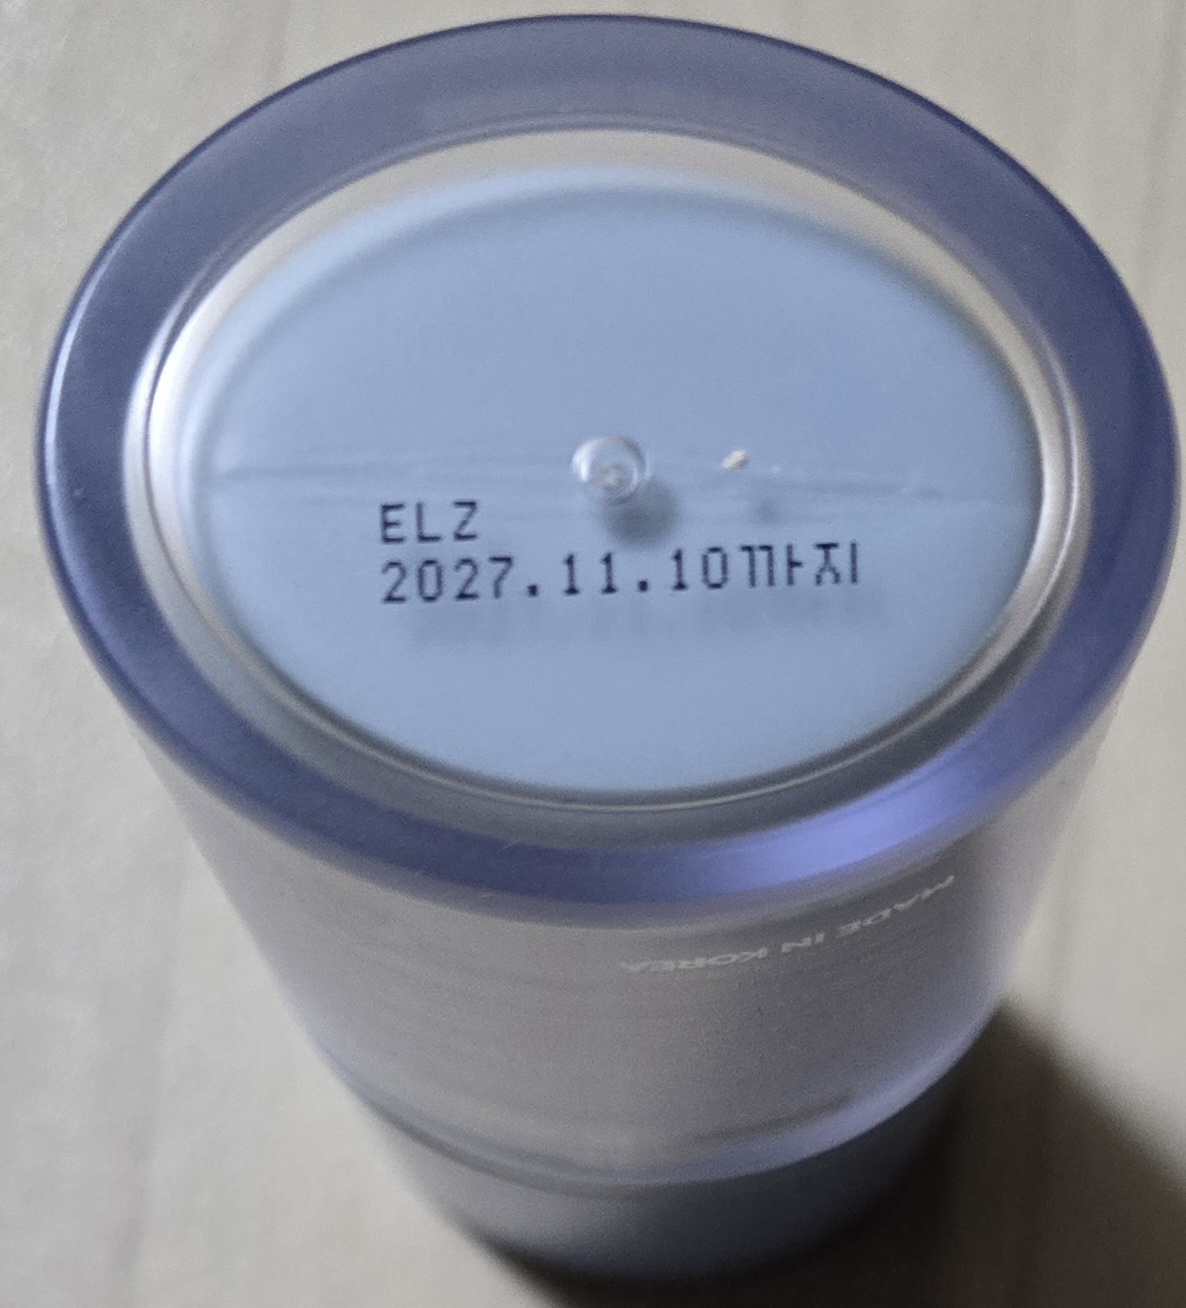 ELZ
2027.11.10까지
MADE IN KOREA